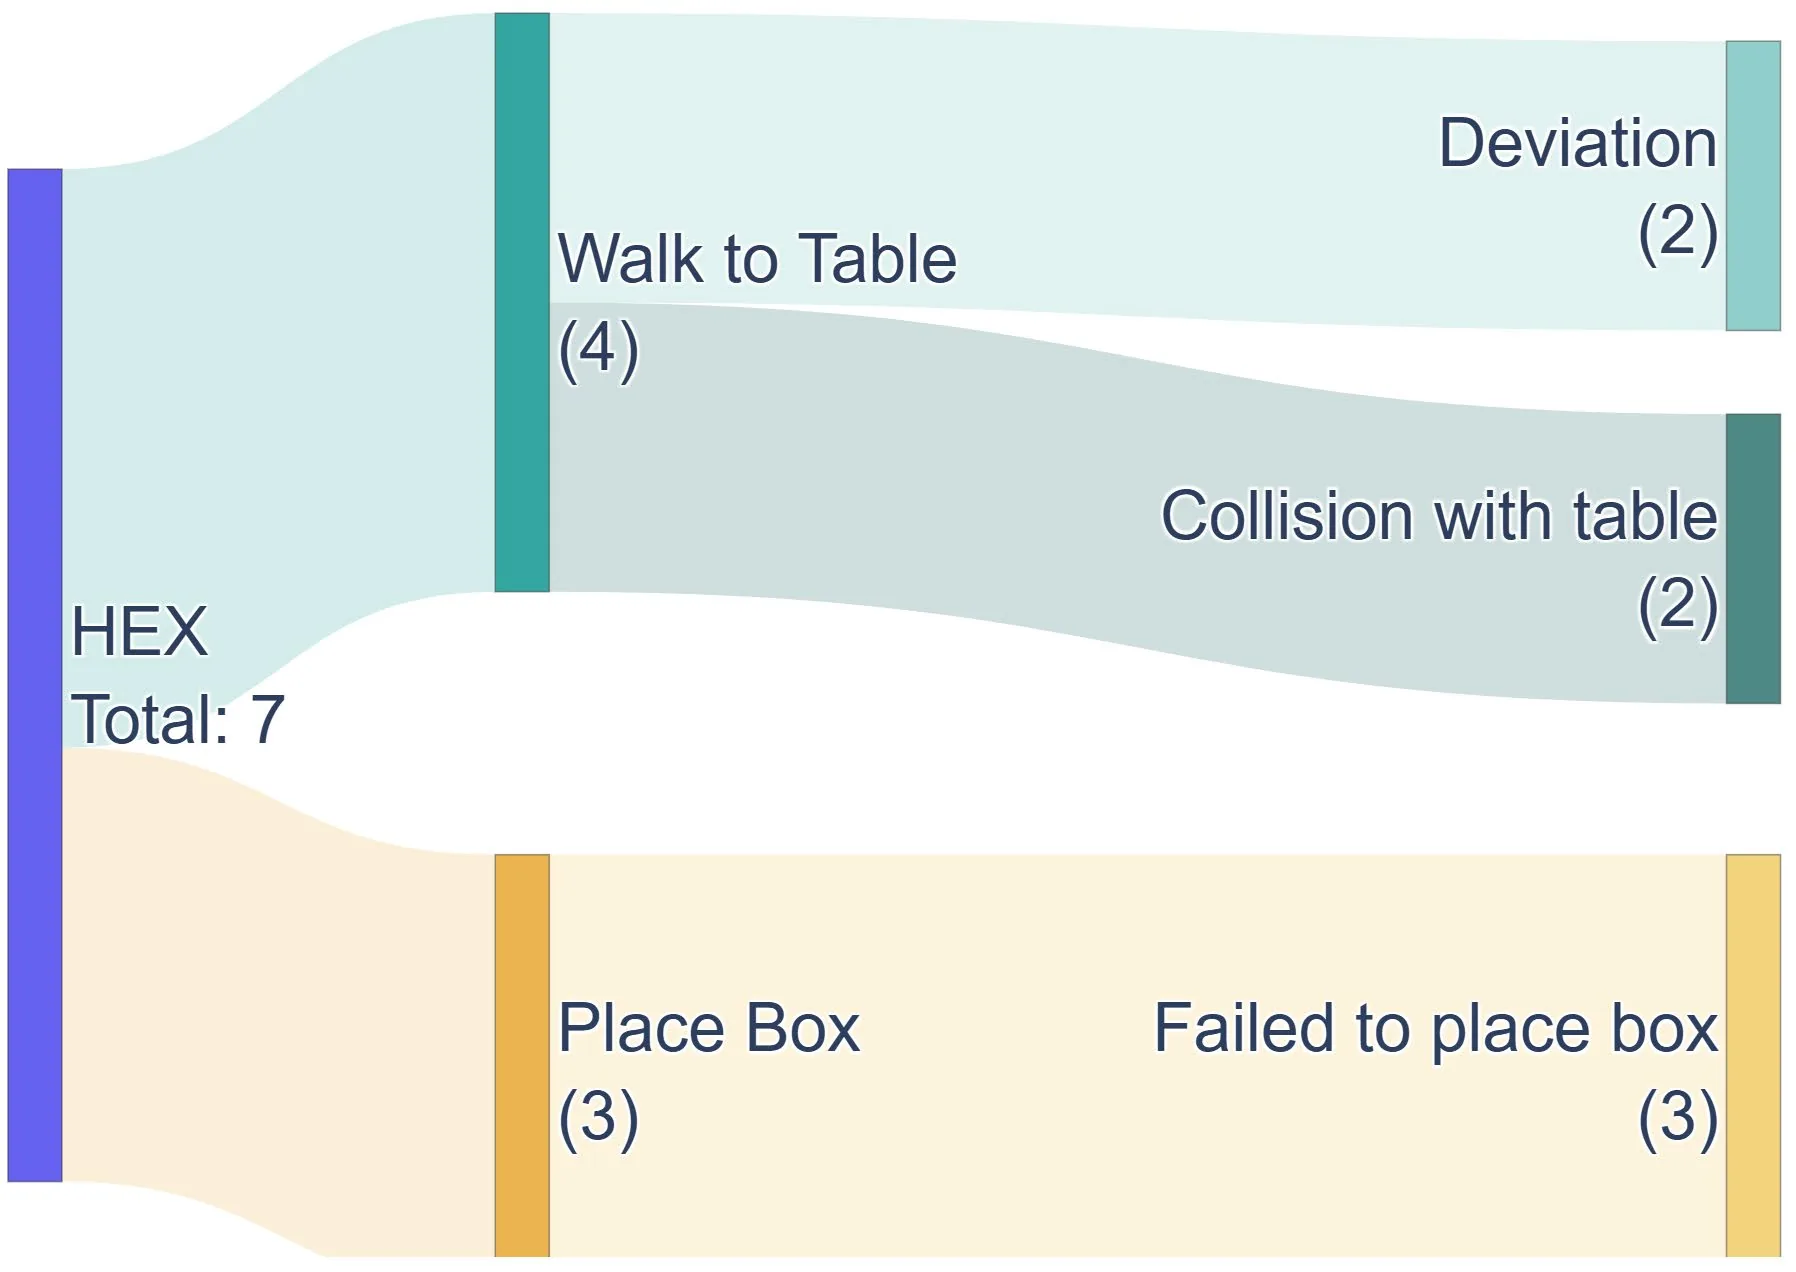 HEX
Total: 7
Walk to Table
(4)
Place Box
(3)
Deviation
(2)
Collision with table
(2)
Failed to place box
(3)